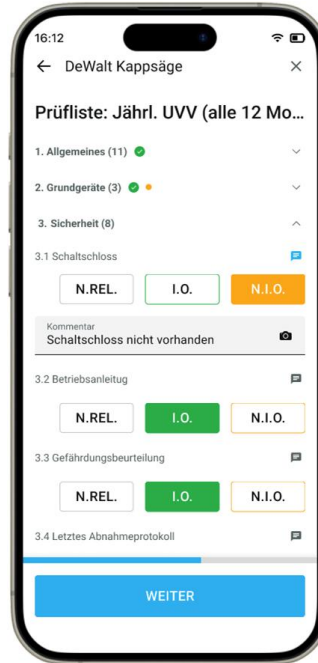 16:12
DeWalt Kappsäge
Prüfliste: Jährl. UVV (alle 12 Mo...
1. Allgemeines (11)
2. Grundgeräte (3)
3. Sicherheit (8)
3.1 Schaltschloss
N.REL. I.O. N.I.O.
Kommentar
Schaltschloss nicht vorhanden
3.2 Betriebsanleitug
N.REL. I.O. N.I.O.
3.3 Gefährdungsbeurteilung
N.REL. I.O. N.I.O.
3.4 Letztes Abnahmeprotokoll
WEITER